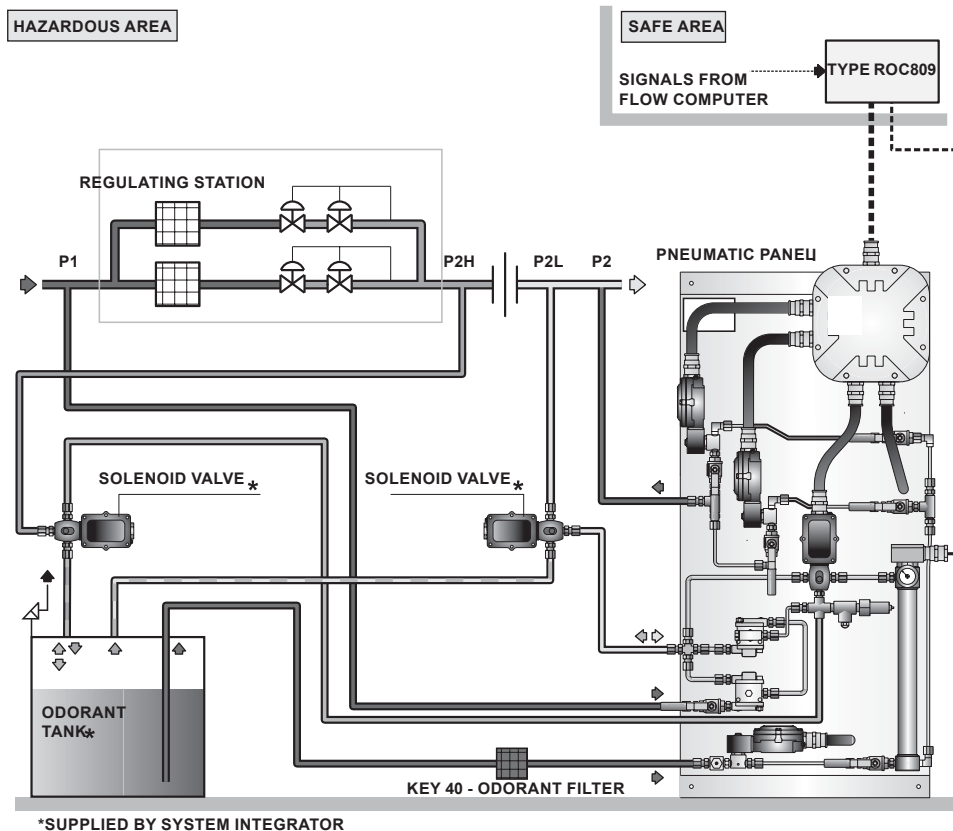 HAZARDOUS AREA
SAFE AREA
TYPE ROC809
SIGNALS FROM
FLOW COMPUTER
REGULATING STATION
P1
P2H
P2L
P2
PNEUMATIC PANEL
SOLENOID VALVE*
SOLENOID VALVE*
ODORANT
TANK*
KEY 40 - ODORANT FILTER
*SUPPLIED BY SYSTEM INTEGRATOR